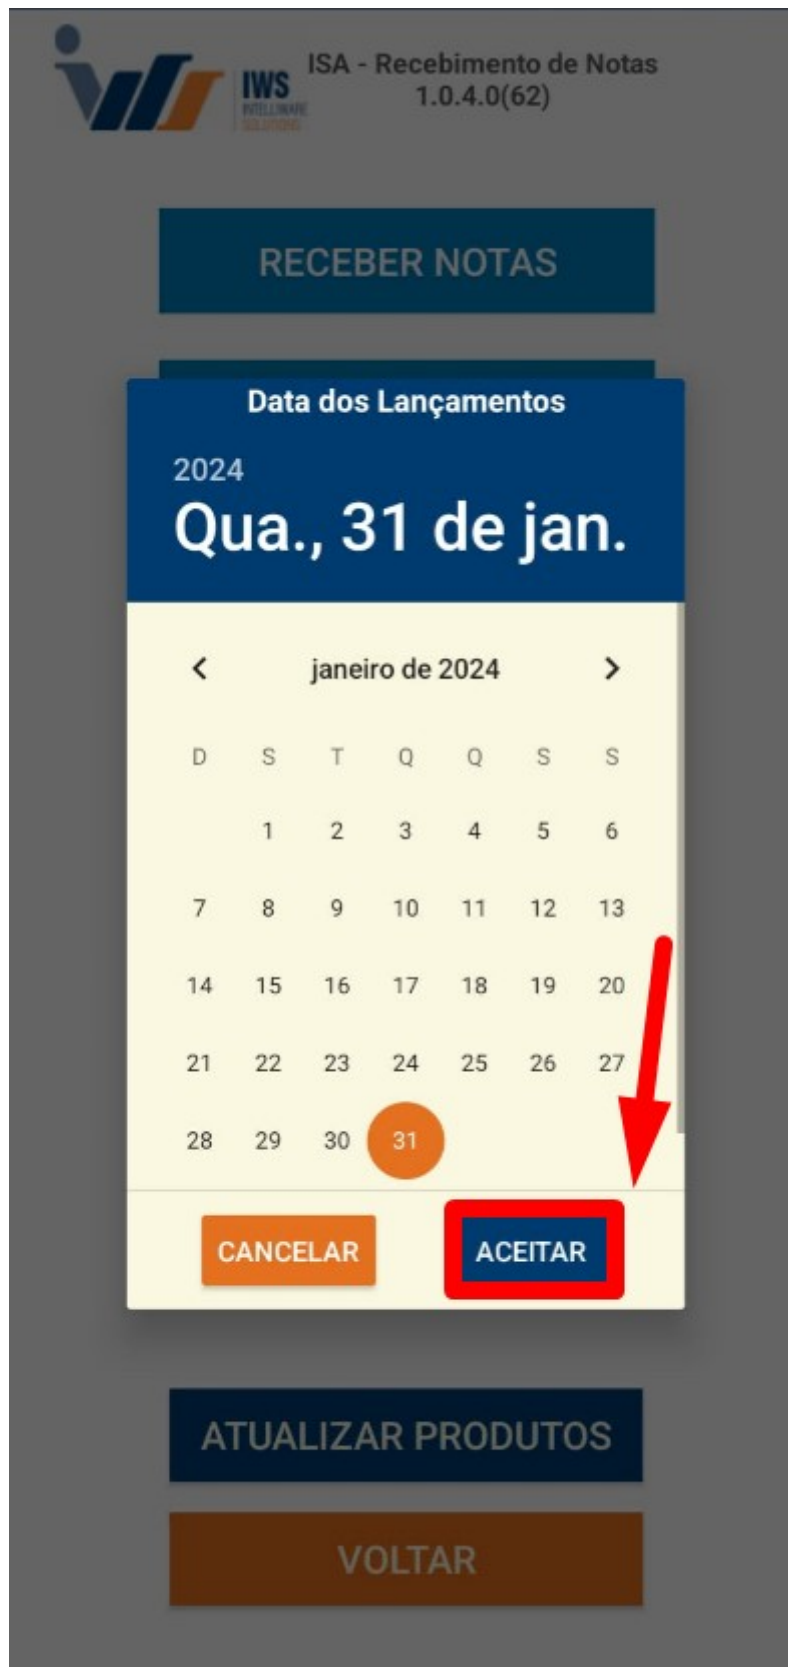 IWS
INTELLIWARE
SOLUTIONS
ISA - Recebimento de Notas
1.0.4.0(62)
RECEBER NOTAS
Data dos Lançamentos
2024
Qua., 31 de jan.
janeiro de 2024
D S T Q Q S S
1 2 3 4 5 6
7 8 9 10 11 12 13
14 15 16 17 18 19 20
21 22 23 24 25 26 27
28 29 30 31
CANCELAR ACEITAR
ATUALIZAR PRODUTOS
VOLTAR